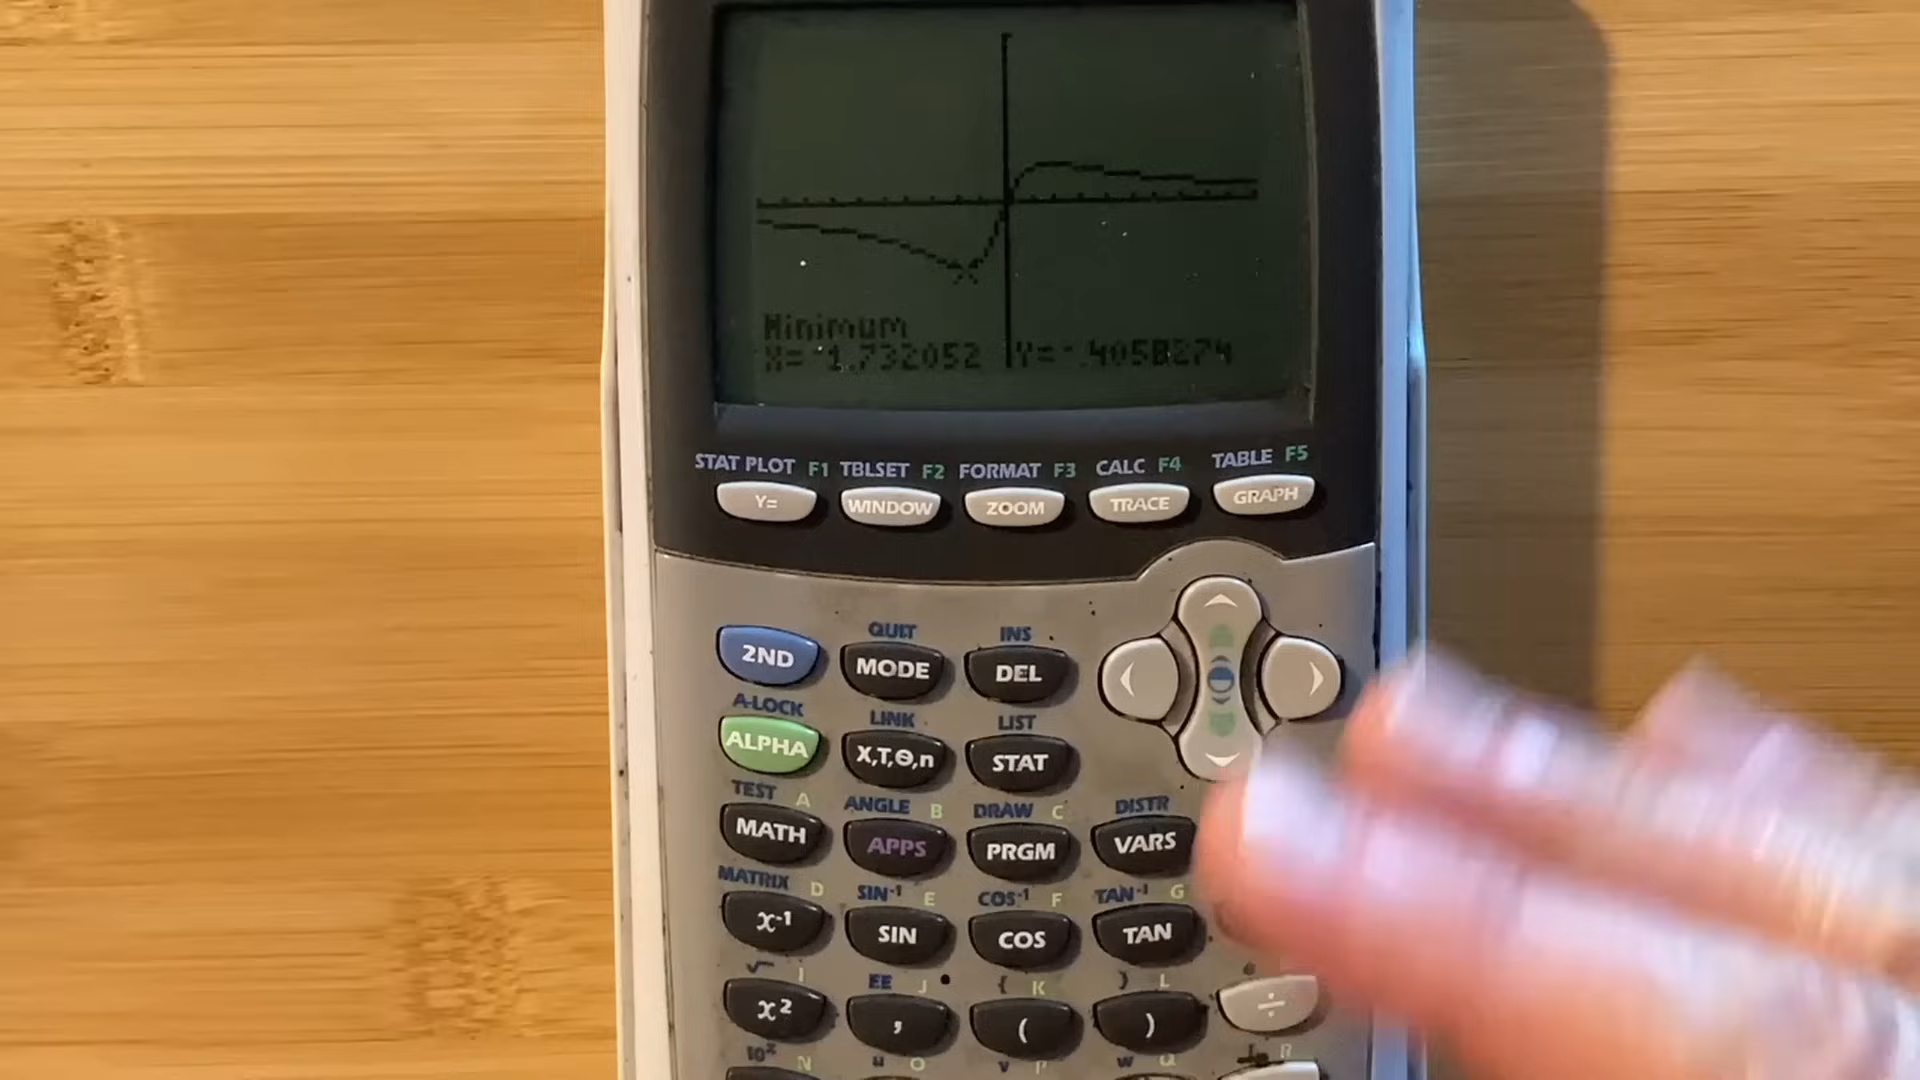 Minimum
X=-1.732052 Y=-.4058274
STAT PLOT F1 TBLSET F2 FORMAT F3 CALC F4 TABLE F5
Y= WINDOW ZOOM TRACE GRAPH
QUIT INS
2ND MODE DEL
A-LOCK LINK LIST
ALPHA X,T,Θ,n STAT
TEST A ANGLE B DRAW C DISTR
MATH APPS PRGM VARS
MATRIX D SIN⁻¹ E COS⁻¹ F TAN⁻¹ G
x⁻¹ SIN COS TAN
√ I EE J { K } L
x² , ( ) ÷
10ˣ N u O v P w Q R